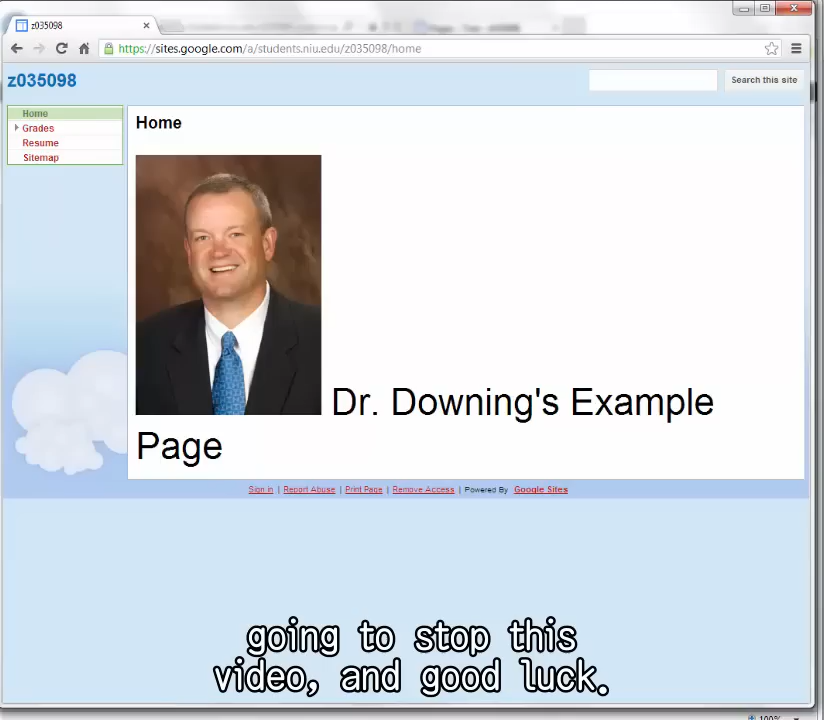 z035098
https://sites.google.com/a/students.niu.edu/z035098/home
z035098
Search this site
Home
Grades
Resume
Sitemap
Home
Dr. Downing's Example
Page
Sign in | Report Abuse | Print Page | Remove Access | Powered By Google Sites
going to stop this
video, and good luck.
100%